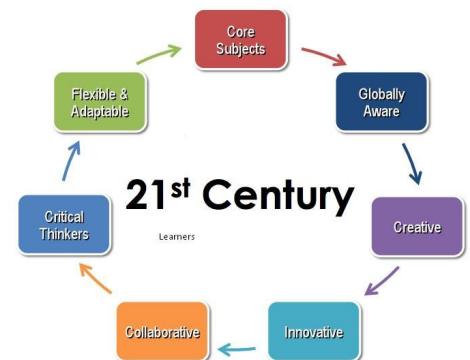 Core
Subjects
Globally
Aware
Creative
Innovative
Collaborative
Critical
Thinkers
Flexible &
Adaptable
21st Century
Learners